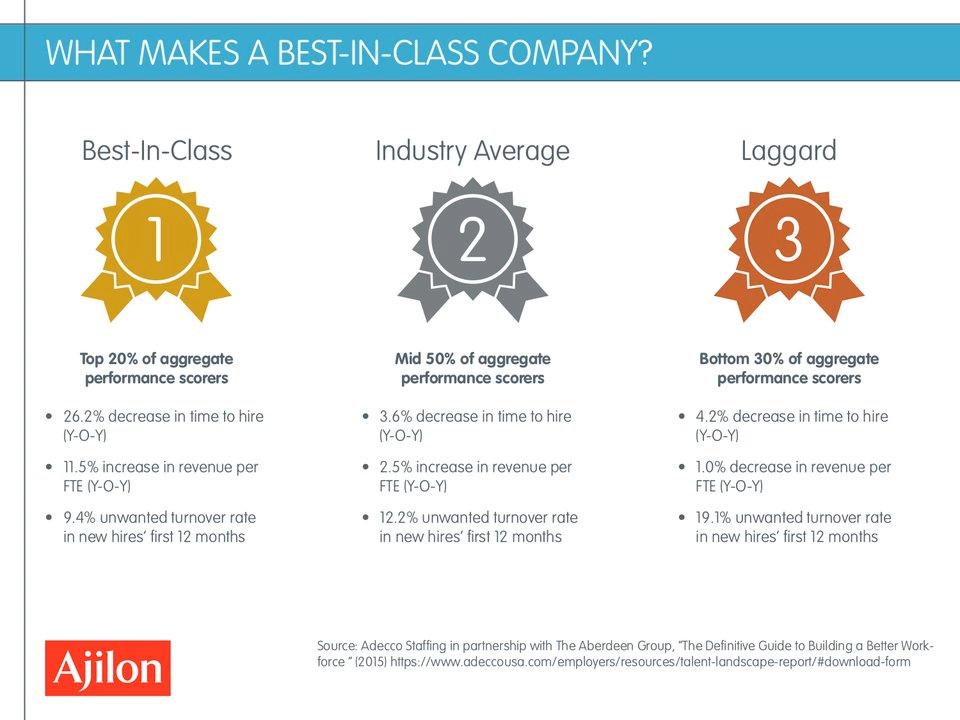 WHAT MAKES A BEST-IN-CLASS COMPANY?
Best-In-Class
1
Top 20% of aggregate
performance scorers
• 26.2% decrease in time to hire
(Y-O-Y)
• 11.5% increase in revenue per
FTE (Y-O-Y)
• 9.4% unwanted turnover rate
in new hires’ first 12 months
Industry Average
2
Mid 50% of aggregate
performance scorers
• 3.6% decrease in time to hire
(Y-O-Y)
• 2.5% increase in revenue per
FTE (Y-O-Y)
• 12.2% unwanted turnover rate
in new hires’ first 12 months
Laggard
3
Bottom 30% of aggregate
performance scorers
• 4.2% decrease in time to hire
(Y-O-Y)
• 1.0% decrease in revenue per
FTE (Y-O-Y)
• 19.1% unwanted turnover rate
in new hires’ first 12 months
Ajilon
Source: Adecco Staffing in partnership with The Aberdeen Group, “The Definitive Guide to Building a Better Work-
force ” (2015) https://www.adeccousa.com/employers/resources/talent-landscape-report/#download-form